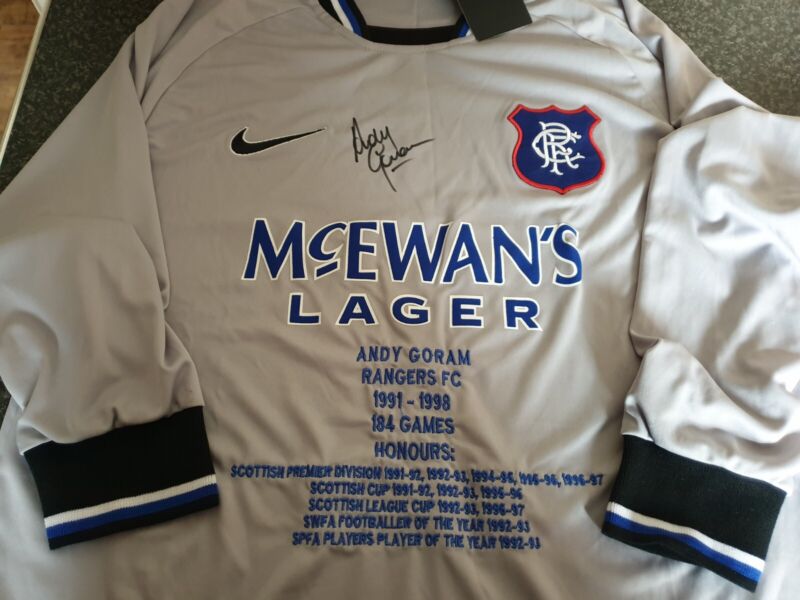 Andy
Goram
RFC
McEWAN'S
LAGER
ANDY GORAM
RANGERS FC
1991 - 1998
184 GAMES
HONOURS:
SCOTTISH PREMIER DIVISION 1991-92, 1992-93, 1994-95, 1995-96, 1996-97
SCOTTISH CUP 1991-92, 1992-93, 1995-96
SCOTTISH LEAGUE CUP 1992-93, 1996-97
SWFA FOOTBALLER OF THE YEAR 1992-93
SPFA PLAYERS PLAYER OF THE YEAR 1992-93